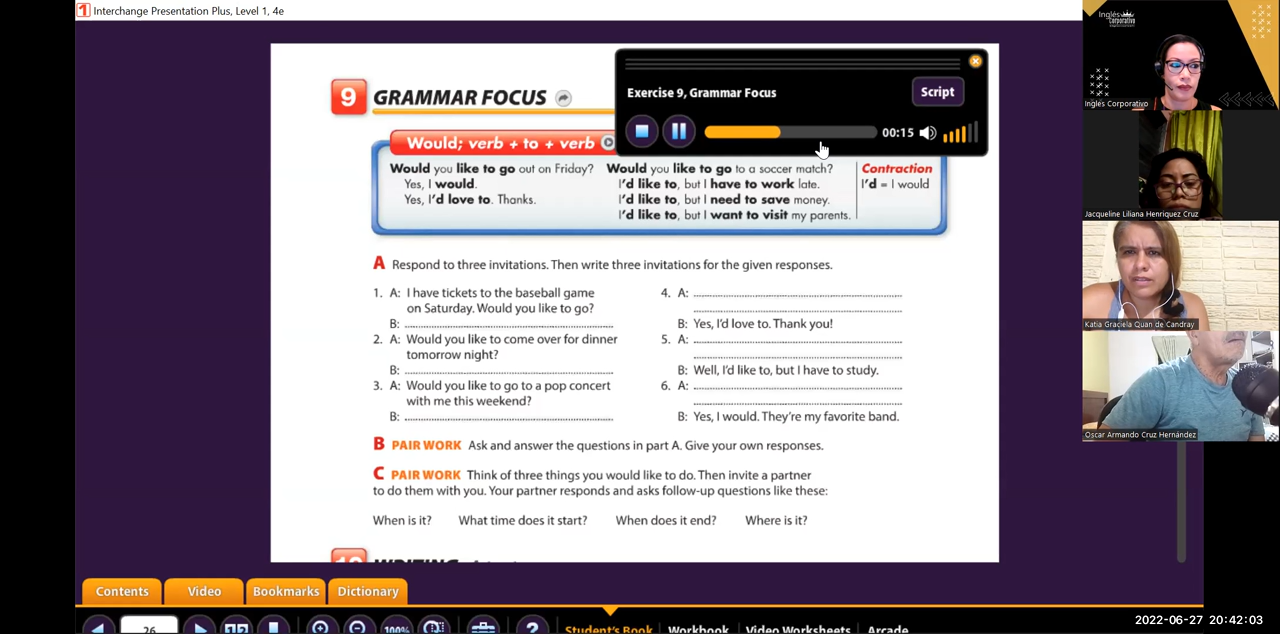 Interchange Presentation Plus, Level 1, 4e
9 GRAMMAR FOCUS
Exercise 9, Grammar Focus
Script
00:15
Would; verb + to + verb
Would you like to go out on Friday?
Yes, I would.
Yes, I'd love to. Thanks.
Would you like to go to a soccer match?
I'd like to, but I have to work late.
I'd like to, but I need to save money.
I'd like to, but I want to visit my parents.
Contraction
I'd = I would
A Respond to three invitations. Then write three invitations for the given responses.
1. A: I have tickets to the baseball game
on Saturday. Would you like to go?
B:
2. A: Would you like to come over for dinner
tomorrow night?
B:
3. A: Would you like to go to a pop concert
with me this weekend?
B:
4. A:
B: Yes, I'd love to. Thank you!
5. A:
B: Well, I'd like to, but I have to study.
6. A:
B: Yes, I would. They're my favorite band.
B PAIR WORK Ask and answer the questions in part A. Give your own responses.
C PAIR WORK Think of three things you would like to do. Then invite a partner
to do them with you. Your partner responds and asks follow-up questions like these:
When is it? What time does it start? When does it end? Where is it?
Contents
Video
Bookmarks
Dictionary
26
100%
?
Student's Book
Workbook
Video Worksheets
Arcade
Inglés
Corporativo
Inglés Corporativo
Jacqueline Liliana Henriquez Cruz
Katia Graciela Quan de Candray
Oscar Armando Cruz Hernández
2022-06-27 20:42:03